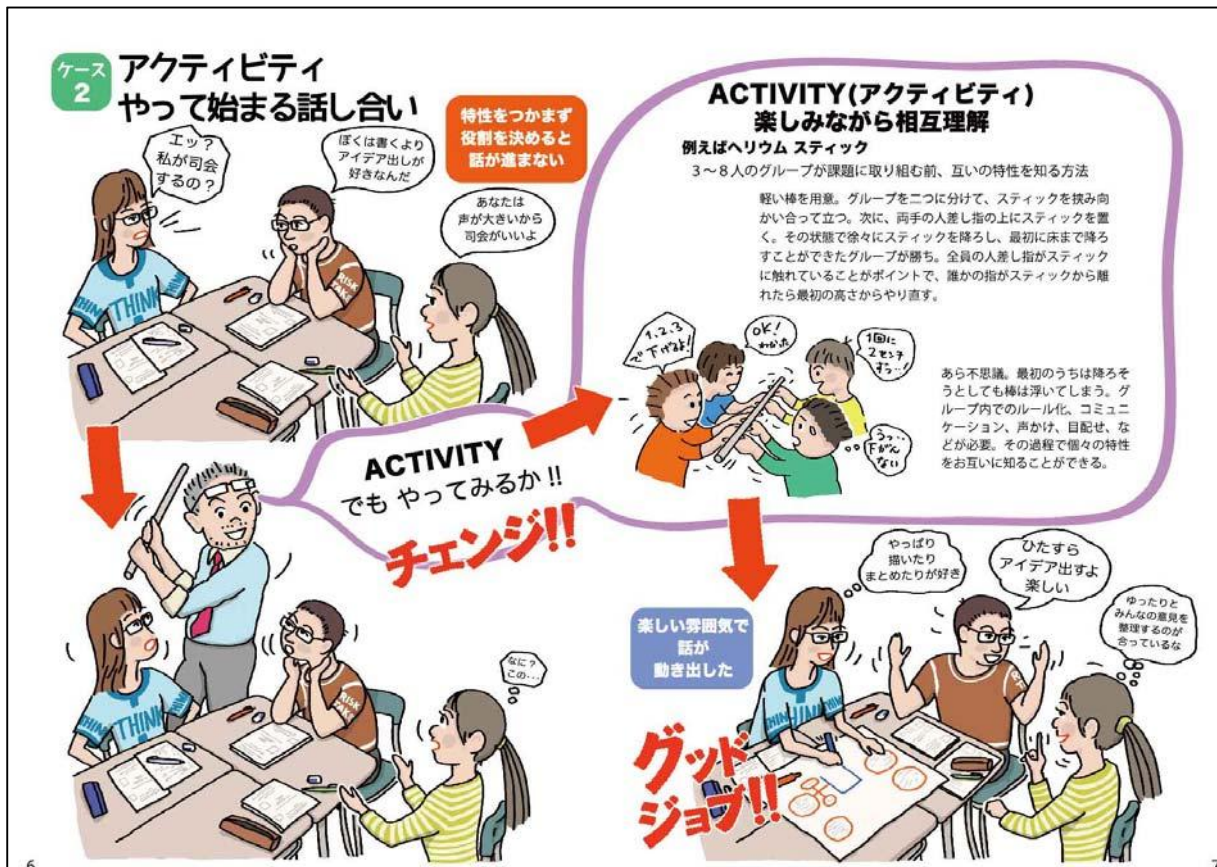 ケース
2
アクティビティ
やって始まる話し合い
エッ？
私が司会
するの？
ぼくは書くより
アイデア出しが
好きなんだ
特性をつかまず
役割を決めると
話が進まない
あなたは
声が大きいから
司会がいいよ
THINK
THIN
RISK
TAKE
ACTIVITY
でも やってみるか !!
チェンジ!!
なに？
この・・・
THINK
THIN
RISK
TAKE
ACTIVITY(アクティビティ)
楽しみながら相互理解
例えばヘリウム スティック
３〜８人のグループが課題に取り組む前、互いの特性を知る方法
軽い棒を用意。グループを二つに分けて、スティックを挟み向
かい合って立つ。次に、両手の人差し指の上にスティックを置
く。その状態で徐々にスティックを降ろし、最初に床まで降ろ
すことができたグループが勝ち。全員の人差し指がスティック
に触れていることがポイントで、誰かの指がスティックから離
れたら最初の高さからやり直す。
1,2,3
で下げるよ!
OK!
わかった
1回に
2センチ
ずつ・・!
うっ・・
下がんない
あら不思議。最初のうちは降ろそ
うとしても棒は浮いてしまう。グ
ループ内でのルール化、コミュニ
ケーション、声かけ、目配せ、な
どが必要。その過程で個々の特性
をお互いに知ることができる。
楽しい雰囲気で
話が
動き出した
やっぱり
描いたり
まとめたりが好き
ひたすら
アイデア出すよ
楽しい
ゆったりと
みんなの意見を
整理するのが
合っているな
グッド
ジョブ!!
6
7